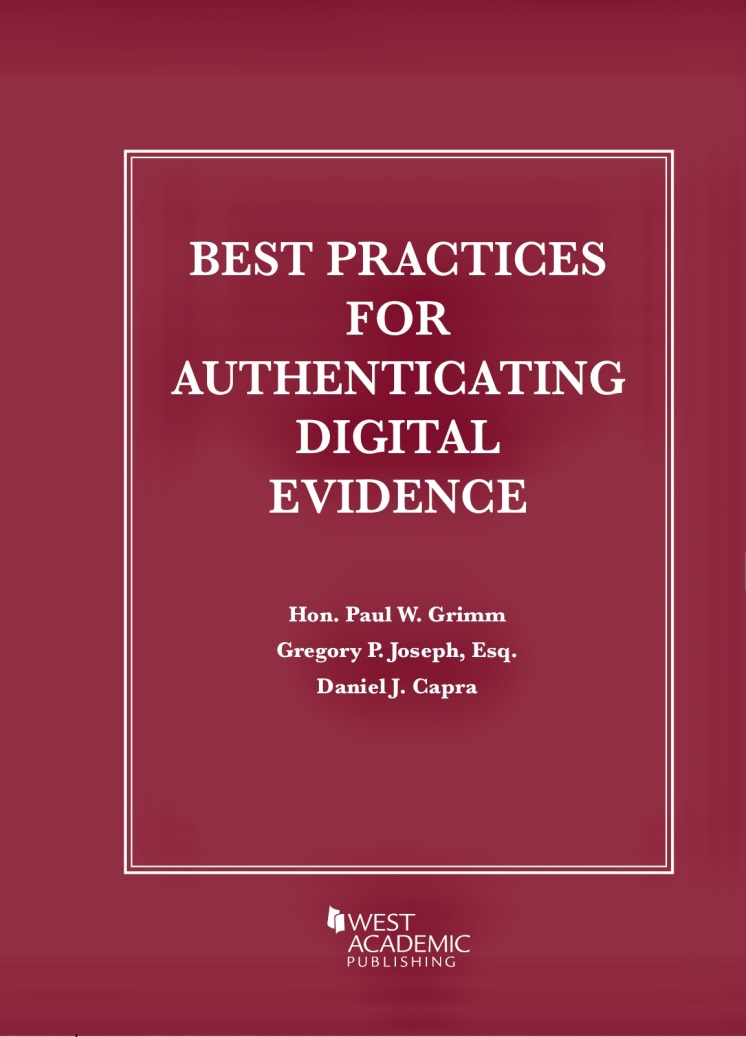 BEST PRACTICES
FOR
AUTHENTICATING
DIGITAL
EVIDENCE
Hon. Paul W. Grimm
Gregory P. Joseph, Esq.
Daniel J. Capra
WEST
ACADEMIC
PUBLISHING